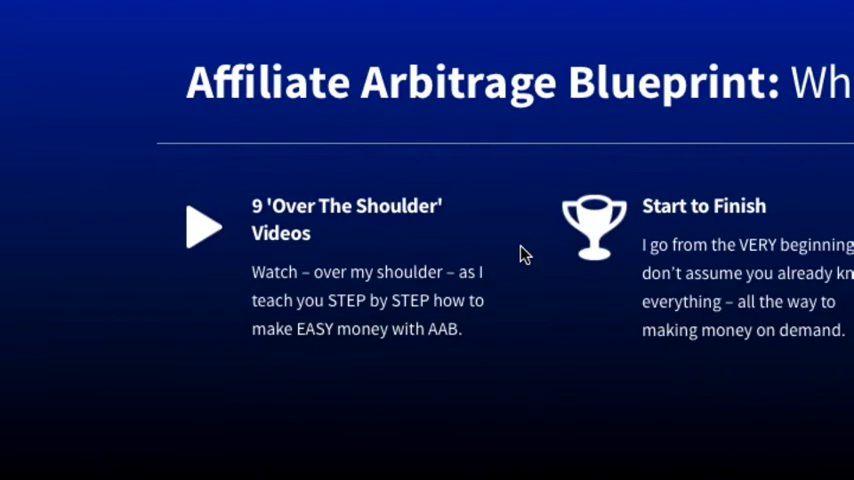 Affiliate Arbitrage Blueprint: Wh
9 'Over The Shoulder'
Videos
Watch – over my shoulder – as I
teach you STEP by STEP how to
make EASY money with AAB.
Start to Finish
I go from the VERY beginning
don't assume you already kn
everything – all the way to
making money on demand.